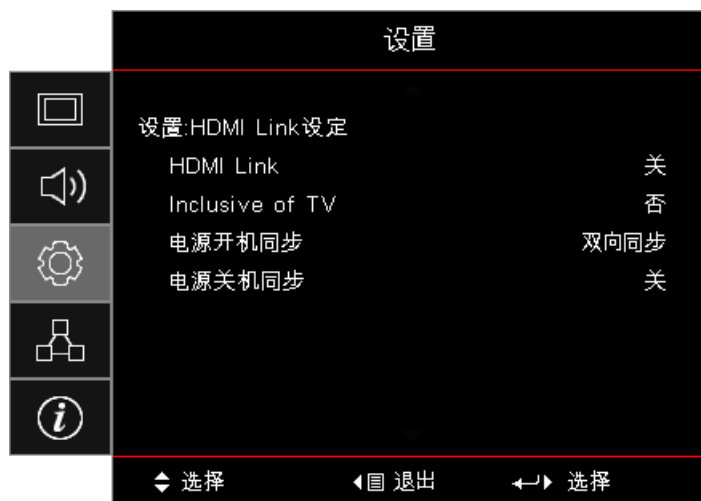 设置
设置:HDMI Link设定
HDMI Link 关
Inclusive of TV 否
电源开机同步 双向同步
电源关机同步 关
选择 退出 选择